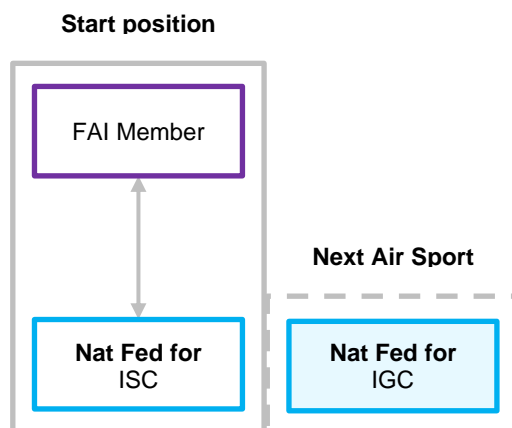 Start position
FAI Member
Next Air Sport
Nat Fed for
ISC
Nat Fed for
IGC